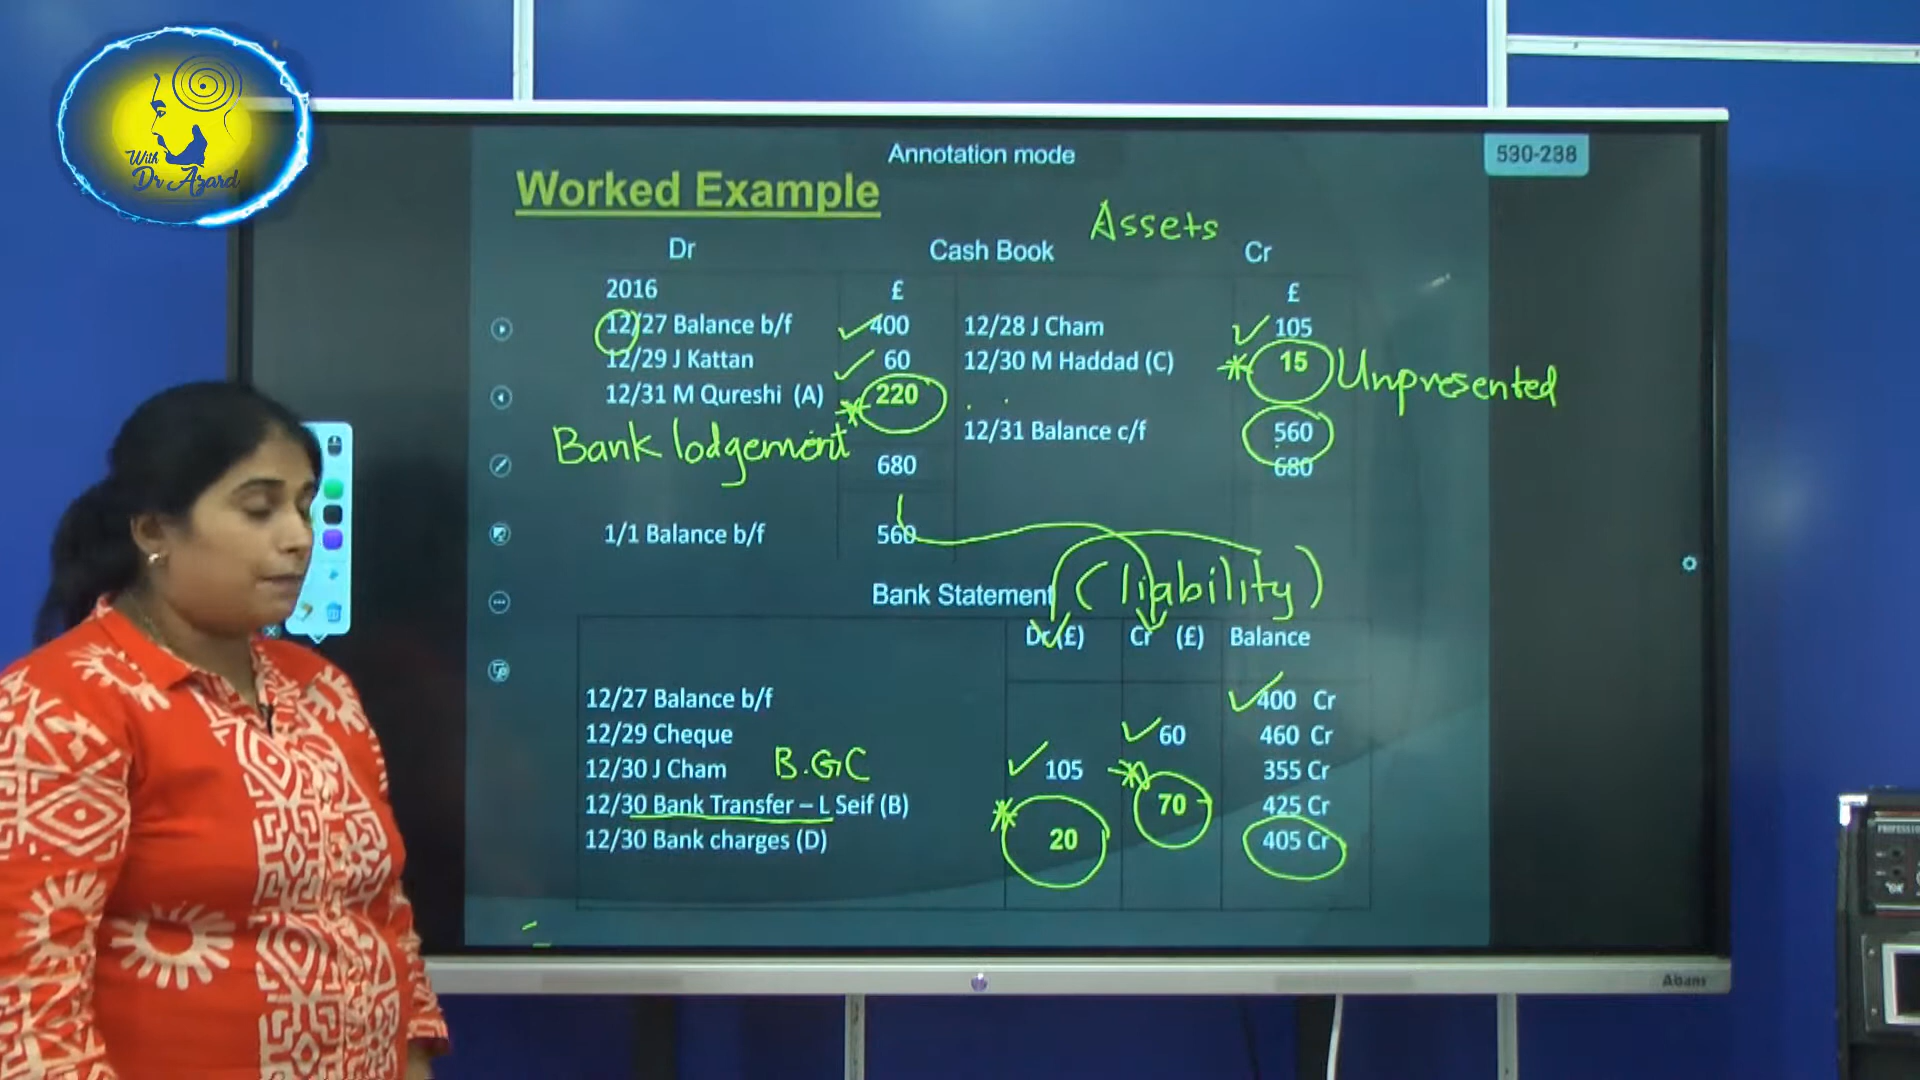 With
Dr Azard
Annotation mode
530-238
Worked Example
Assets
Dr Cash Book Cr
2016 £ £
12/27 Balance b/f 400 12/28 J Cham 105
12/29 J Kattan 60 12/30 M Haddad (C) 15 Unpresented
12/31 M Qureshi (A) 220
12/31 Balance c/f 560
Bank lodgement
680 680
1/1 Balance b/f 560
Bank Statement (liability)
Dr (£) Cr (£) Balance
12/27 Balance b/f 400 Cr
12/29 Cheque 60 460 Cr
12/30 J Cham B.G.C 105 355 Cr
12/30 Bank Transfer – L Seif (B) 70 425 Cr
12/30 Bank charges (D) 20 405 Cr
Abans